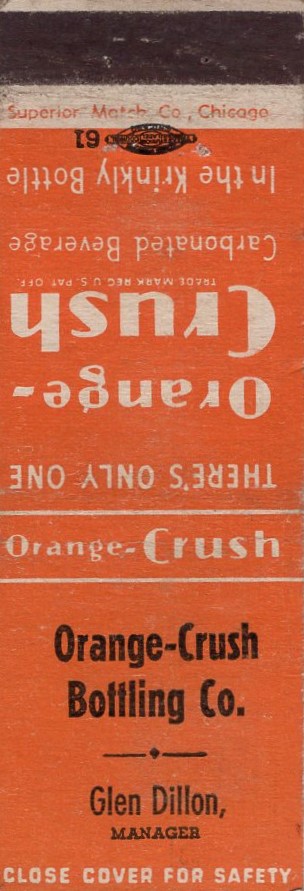 Superior Match Co., Chicago
61
THERE'S ONLY ONE
Orange-
Crush
TRADE MARK REG U.S. PAT. OFF.
Carbonated Beverage
In the Krinkly Bottle
Orange-Crush
Orange-Crush
Bottling Co.
Glen Dillon,
MANAGER
CLOSE COVER FOR SAFETY